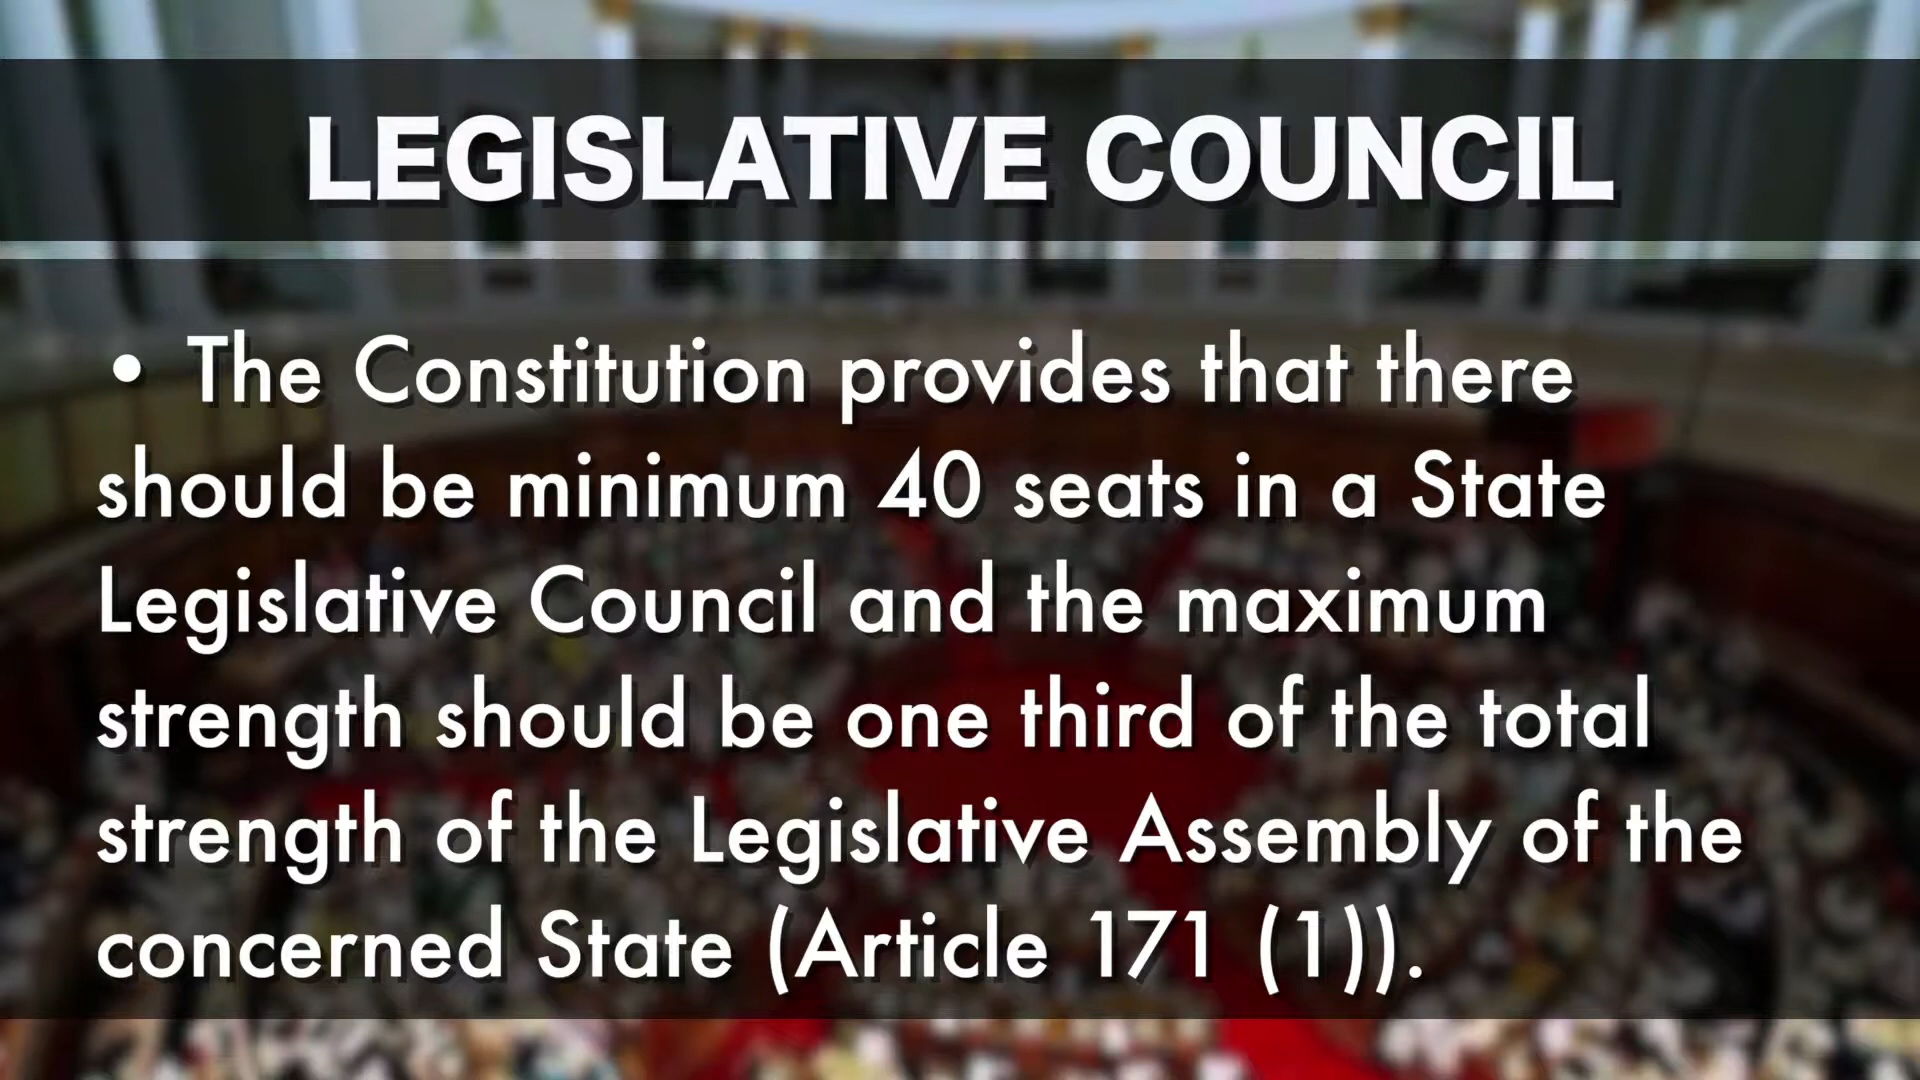 LEGISLATIVE COUNCIL
• The Constitution provides that there
should be minimum 40 seats in a State
Legislative Council and the maximum
strength should be one third of the total
strength of the Legislative Assembly of the
concerned State (Article 171 (1)).